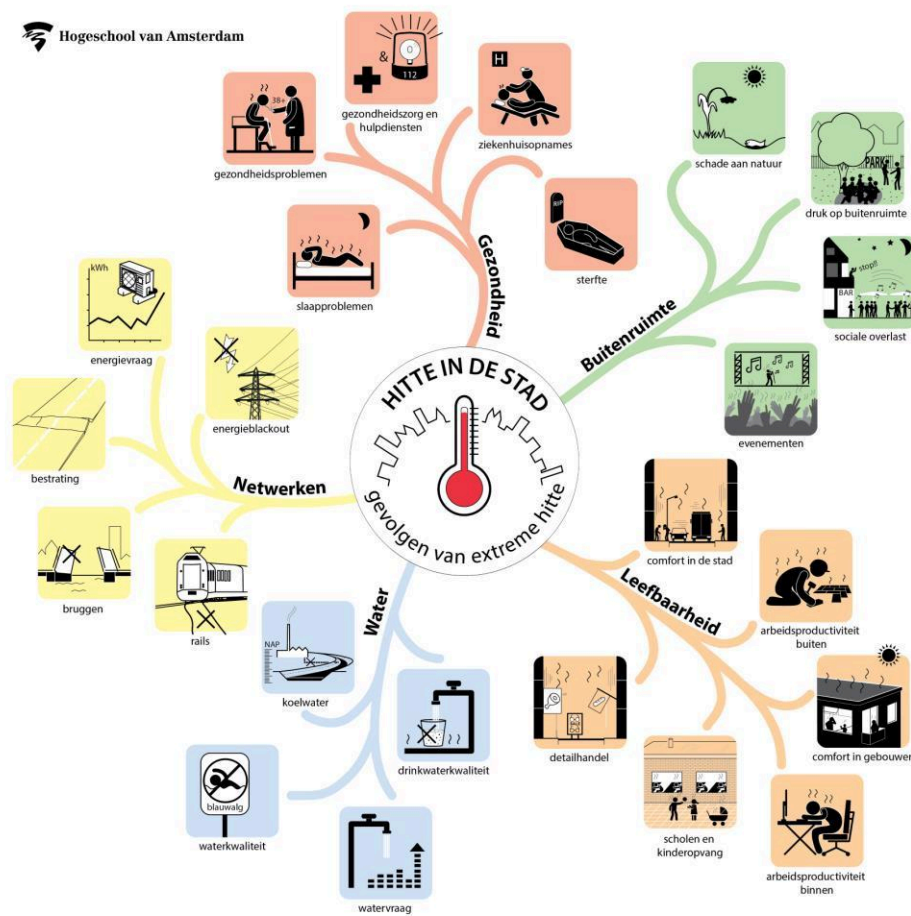 Hogeschool van Amsterdam
HITTE IN DE STAD
gevolgen van extreme hitte
Gezondheid
slaapproblemen
gezondheidsproblemen
38+
gezondheidszorg en
hulpdiensten
&
0
112
ziekenhuisopnames
H
sterfte
RIP
Buitenruimte
schade aan natuur
druk op buitenruimte
PARK
sociale overlast
stop!!
BAR
evenementen
Leefbaarheid
comfort in de stad
arbeidsproductiviteit
buiten
comfort in gebouwen
arbeidsproductiviteit
binnen
scholen en
kinderopvang
detailhandel
Water
drinkwaterkwaliteit
watervraag
waterkwaliteit
blauwalg
koelwater
NAP
Netwerken
rails
bruggen
bestrating
energievraag
kWh
energieblackout